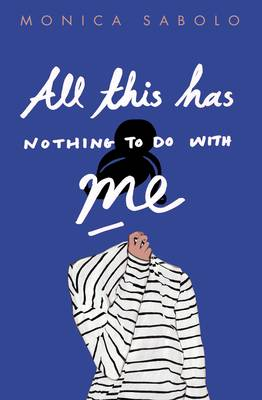 MONICA SABOLO
All this has
NOTHING TO DO WITH
me